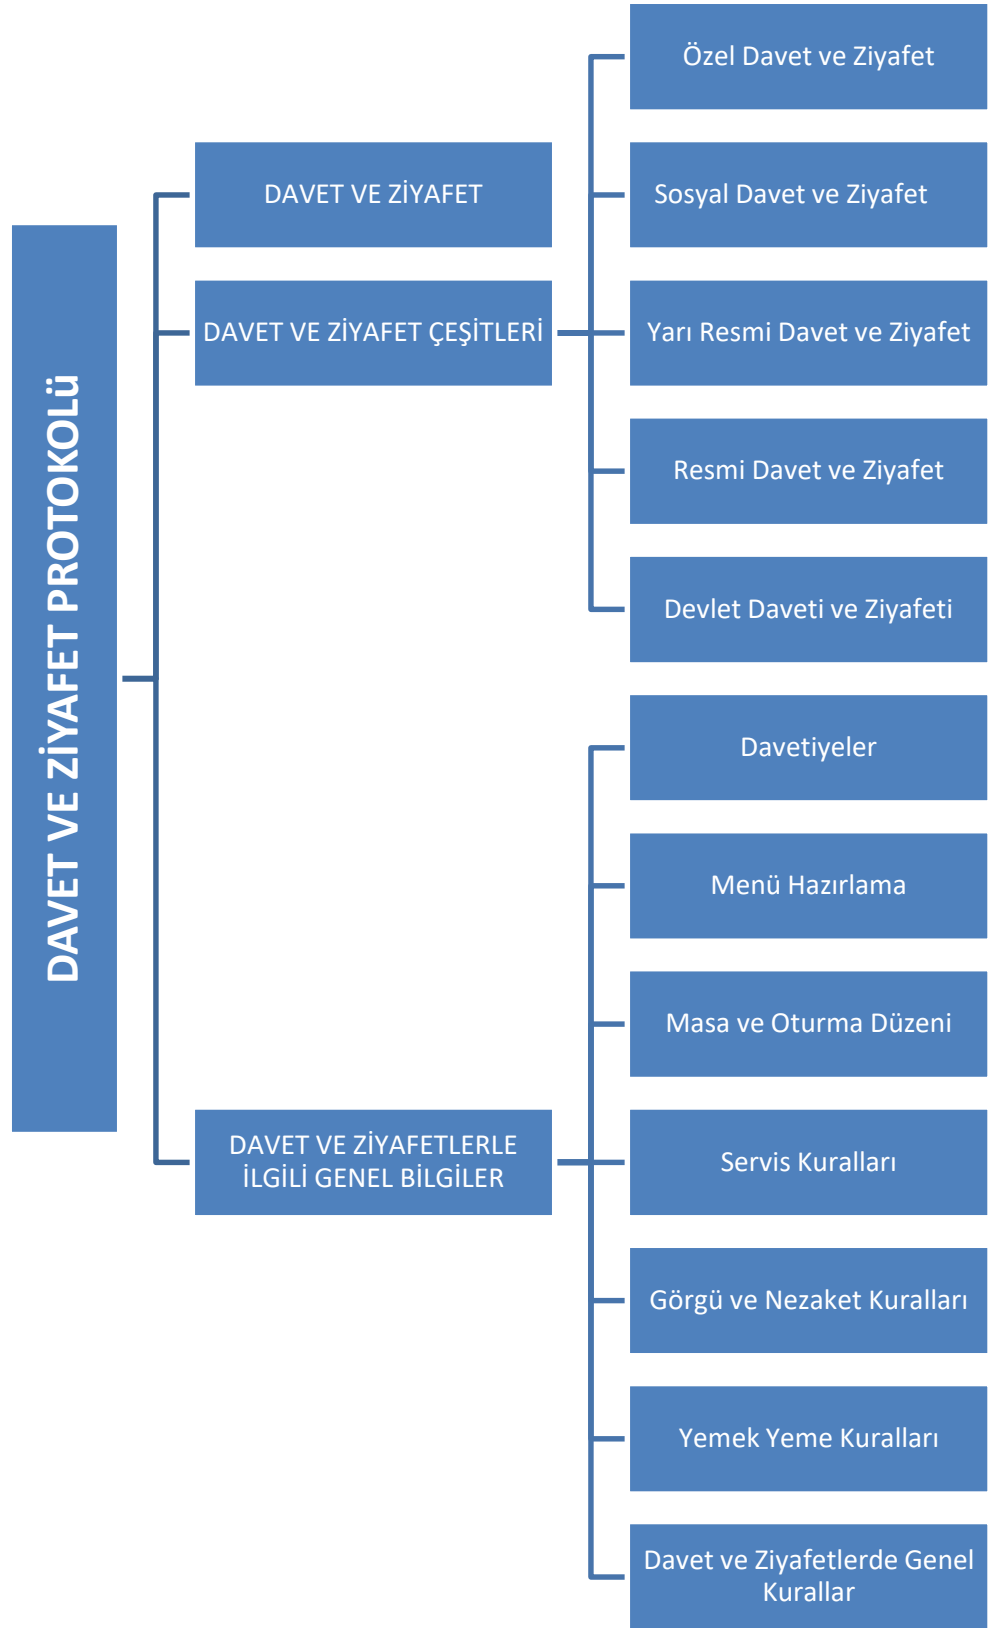 DAVET VE ZİYAFET PROTOKOLü
DAVET VE ZİYAFET
DAVET VE ZİYAFET ÇEŞİTLERİ
Özel Davet ve Ziyafet
Sosyal Davet ve Ziyafet
Yarı Resmi Davet ve Ziyafet
Resmi Davet ve Ziyafet
Devlet Daveti ve Ziyafeti
DAVET VE ZİYAFETLERLE
İLGİLİ GENEL BİLGİLER
Davetiyeler
Menü Hazırlama
Masa ve Oturma Düzeni
Servis Kuralları
Görgü ve Nezaket Kuralları
Yemek Yeme Kuralları
Davet ve Ziyafetlerde Genel
Kurallar